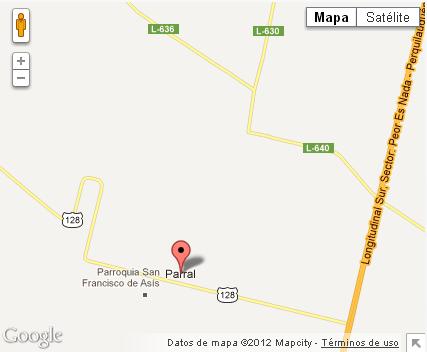 Mapa
Satélite
L-636
L-630
L-640
Longitudinal Sur, Sector: Peor Es Nada - Perquilauquén
128
Parroquia San
Francisco de Asís
Parral
128
Google
Datos de mapa ©2012 Mapcity - Términos de uso